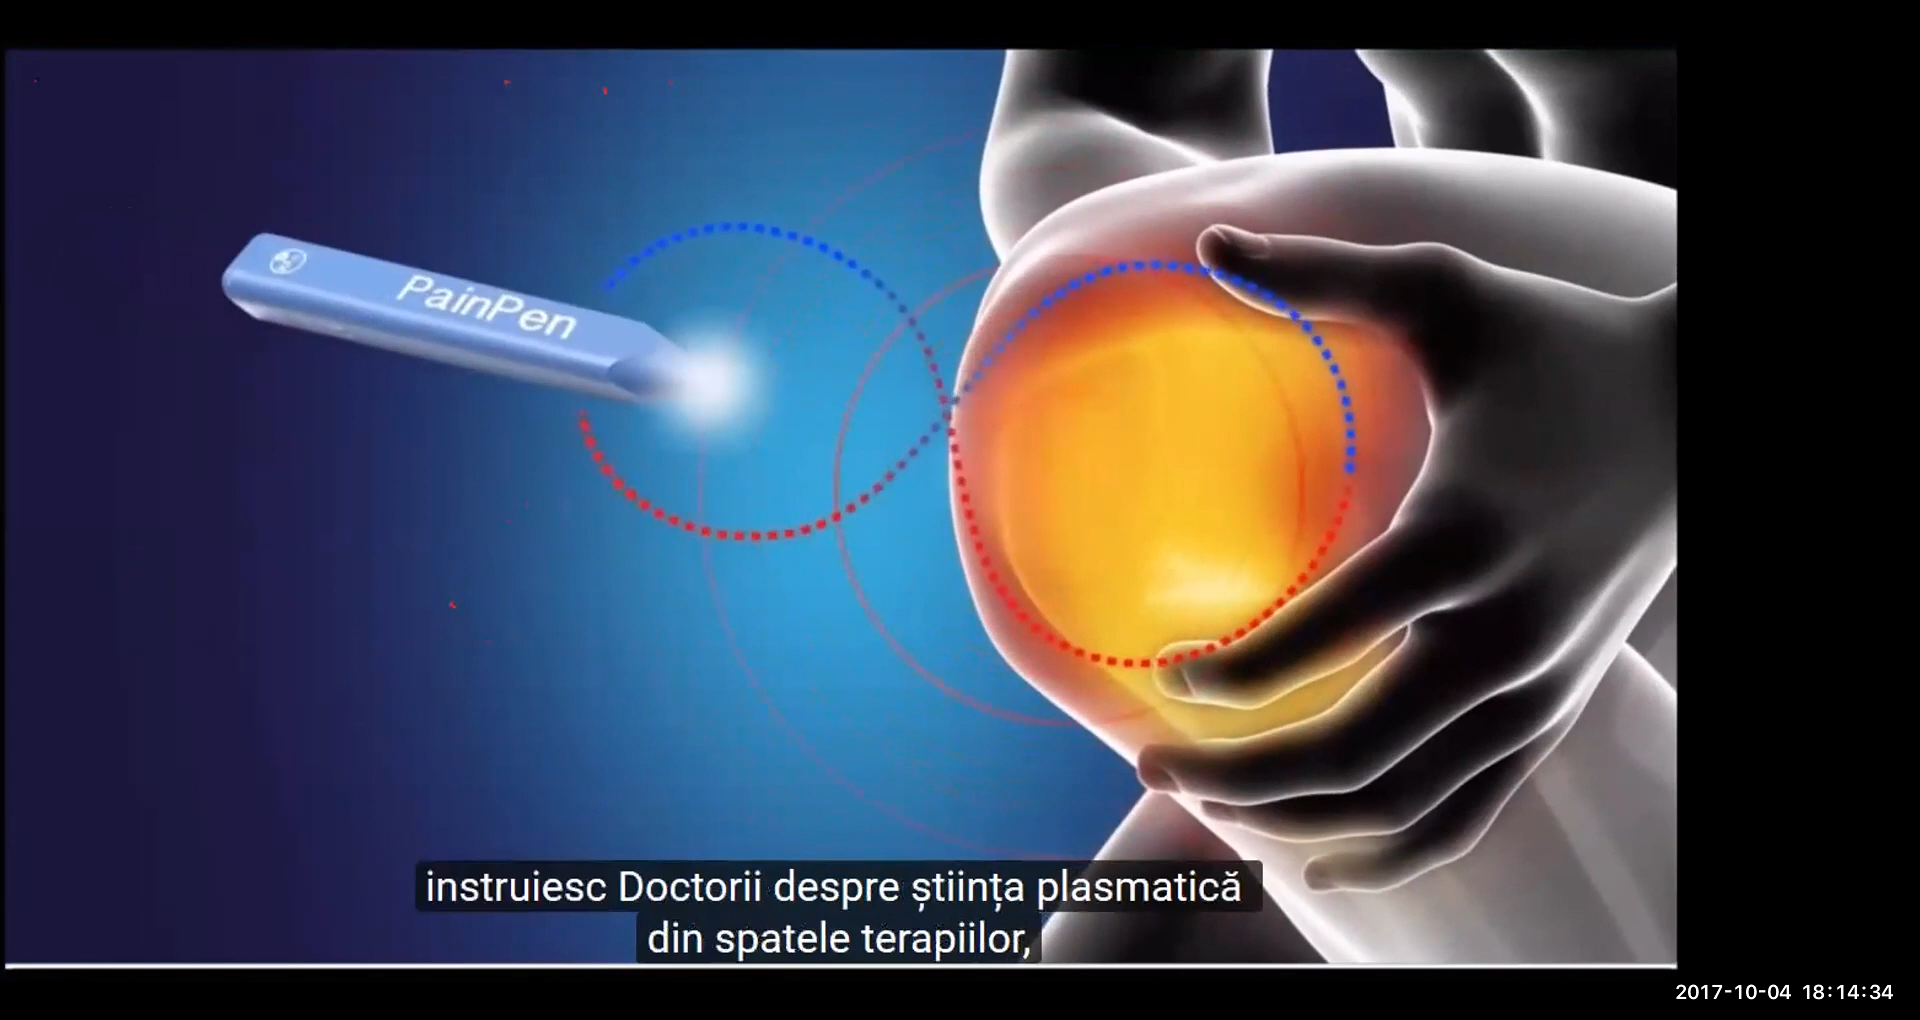 PainPen
instruiesc Doctorii despre știința plasmatică
din spatele terapiilor,
2017-10-04 18:14:34